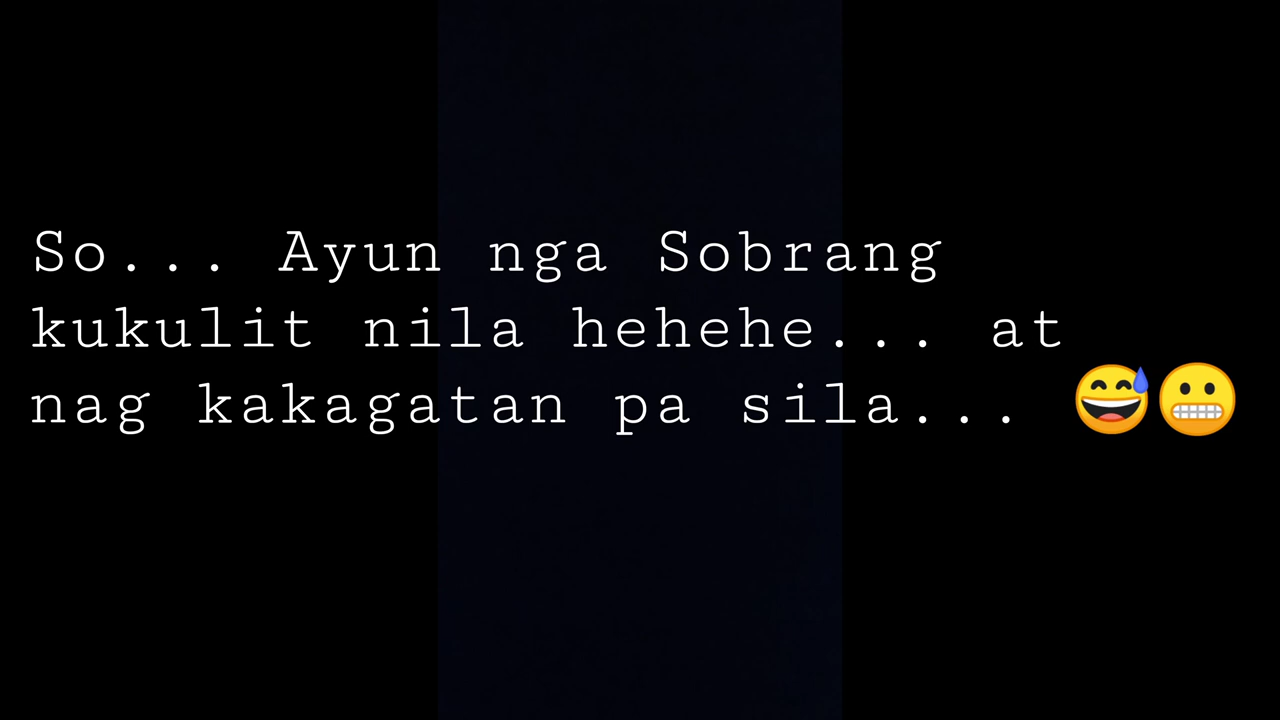 So... Ayun nga Sobrang
kukulit nila hehehe... at
nag kakagatan pa sila... 😅😬